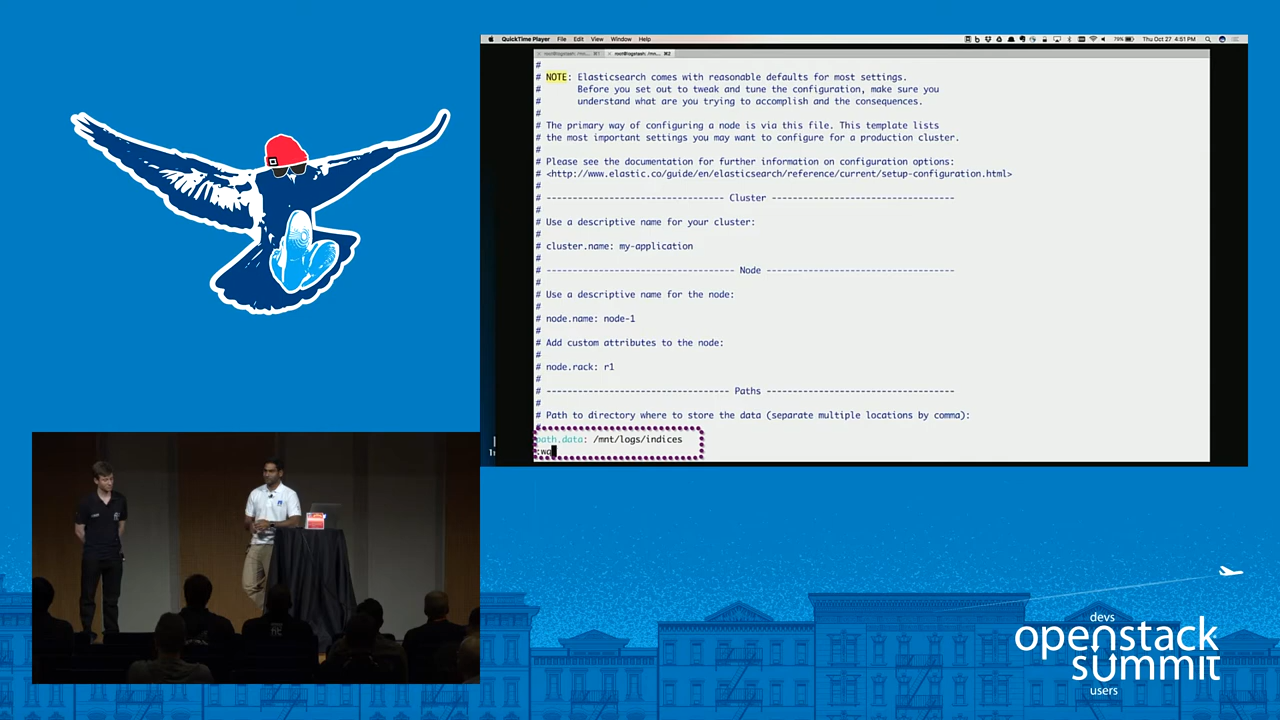 QuickTime Player File Edit View Window Help
79% Thu Oct 27 4:51 PM
#
# NOTE: Elasticsearch comes with reasonable defaults for most settings.
# Before you set out to tweak and tune the configuration, make sure you
# understand what are you trying to accomplish and the consequences.
#
# The primary way of configuring a node is via this file. This template lists
# the most important settings you may want to configure for a production cluster.
#
# Please see the documentation for further information on configuration options:
# <http://www.elastic.co/guide/en/elasticsearch/reference/current/setup-configuration.html>
#
# ---------------------------------- Cluster -----------------------------------
#
# Use a descriptive name for your cluster:
#
# cluster.name: my-application
#
# ------------------------------------ Node ------------------------------------
#
# Use a descriptive name for the node:
#
# node.name: node-1
#
# Add custom attributes to the node:
#
# node.rack: r1
#
# ----------------------------------- Paths ------------------------------------
#
# Path to directory where to store the data (separate multiple locations by comma):
#
path.data: /mnt/logs/indices
:wq
devs
openstack
summit
users